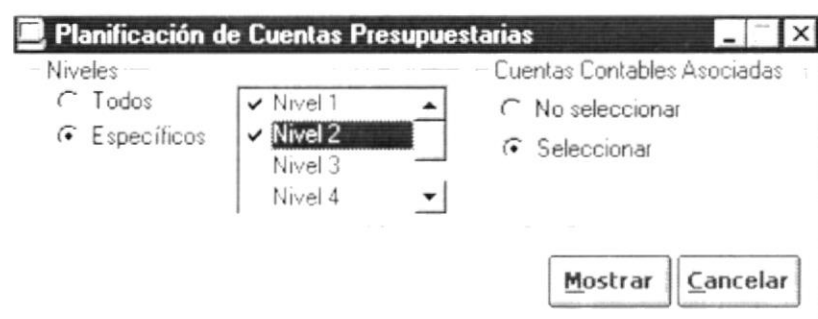 Planificación de Cuentas Presupuestarias
Niveles
Todos
Específicos
Nivel 1
Nivel 2
Nivel 3
Nivel 4
Cuentas Contables Asociadas
No seleccionar
Seleccionar
Mostrar
Cancelar